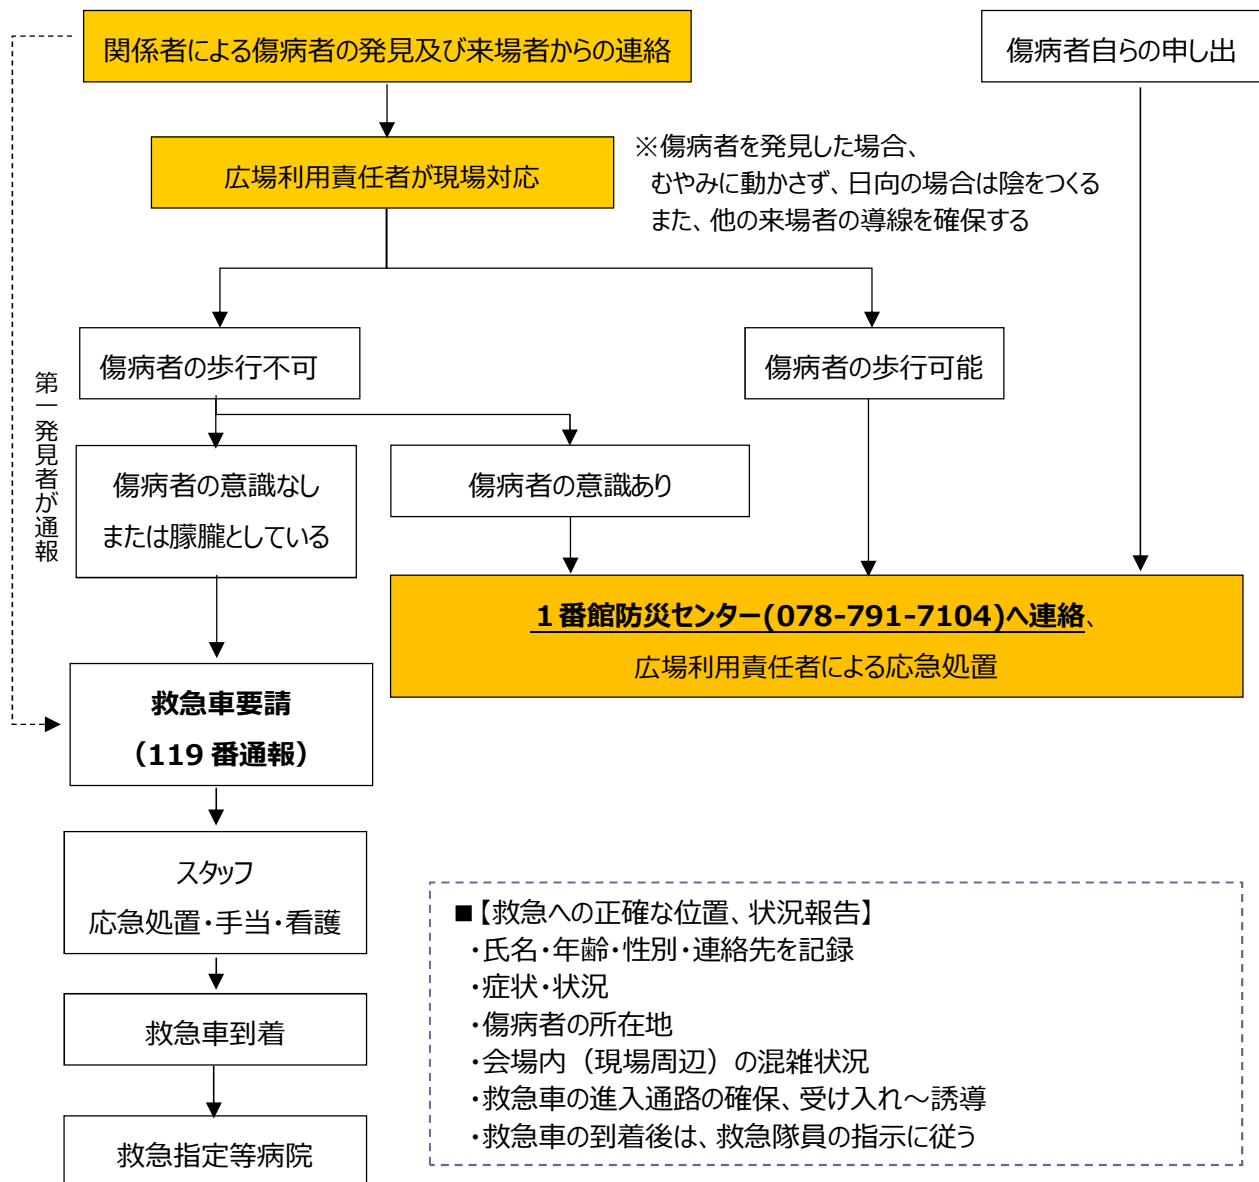 関係者による傷病者の発見及び来場者からの連絡
傷病者自らの申し出
広場利用責任者が現場対応
※傷病者を発見した場合、
むやみに動かさず、日向の場合は陰をつくる
また、他の来場者の導線を確保する
第一発見者が通報
傷病者の歩行不可
傷病者の歩行可能
傷病者の意識なし
または朦朧としている
傷病者の意識あり
１番館防災センター(078-791-7104)へ連絡、
広場利用責任者による応急処置
救急車要請
（119 番通報）
スタッフ
応急処置・手当・看護
救急車到着
救急指定等病院
■【救急への正確な位置、状況報告】
・氏名・年齢・性別・連絡先を記録
・症状・状況
・傷病者の所在地
・会場内（現場周辺）の混雑状況
・救急車の進入通路の確保、受け入れ～誘導
・救急車の到着後は、救急隊員の指示に従う